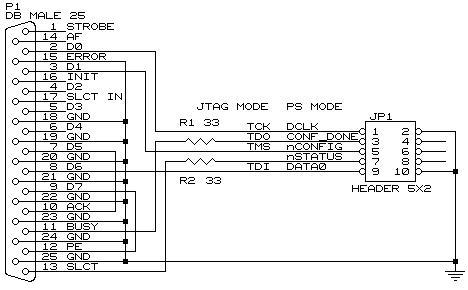 P1
DB MALE 25
1 STROBE
14 AF
2 D0
15 ERROR
3 D1
16 INIT
4 D2
17 SLCT IN
5 D3
18 GND
6 D4
19 GND
7 D5
20 GND
8 D6
21 GND
9 D7
22 GND
10 ACK
23 GND
11 BUSY
24 GND
12 PE
25 GND
13 SLCT
JTAG MODE PS MODE
R1 33
R2 33
TCK DCLK
TDO CONF_DONE
TMS nCONFIG
nSTATUS
TDI DATA0
JP1
1 2
3 4
5 6
7 8
9 10
HEADER 5X2